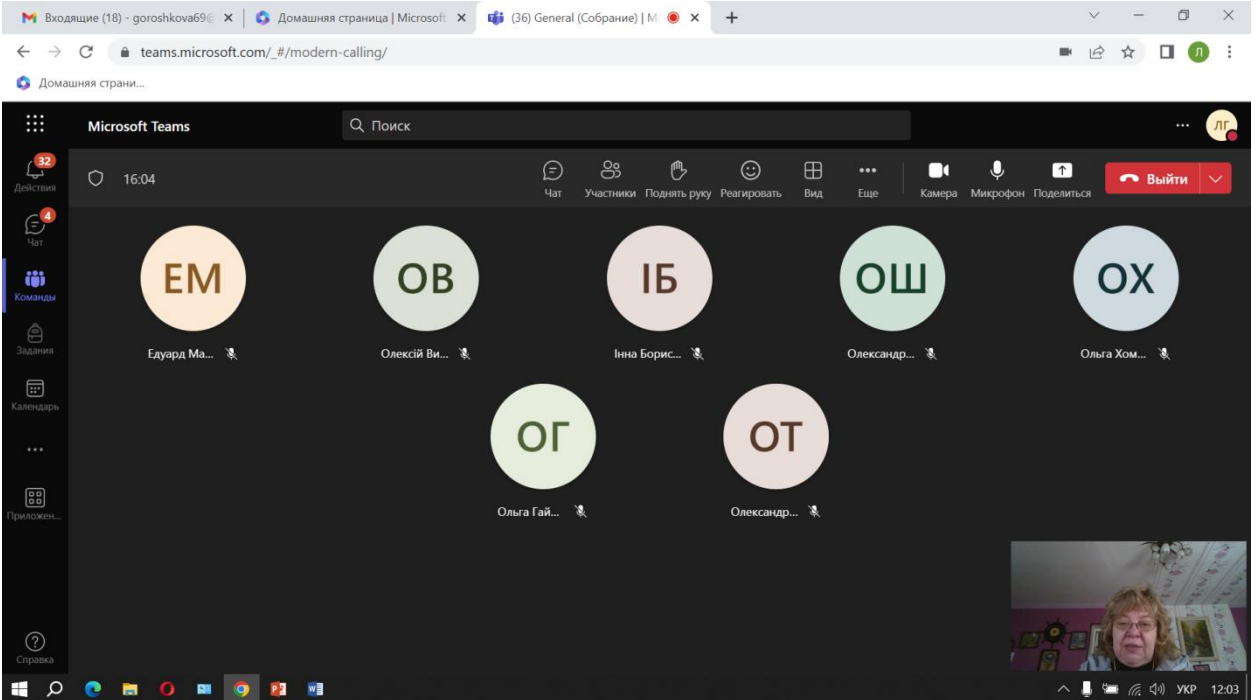 Входящие (18) - goroshkova69@
Домашняя страница | Microsoft
(36) General (Собрание) | M
teams.microsoft.com/_#/modern-calling/
Л
Домашняя страни...
Microsoft Teams
Поиск
ЛГ
32
Действия
16:04
Чат
Участники
Поднять руку
Реагировать
Вид
Еще
Камера
Микрофон
Поделиться
Выйти
4
Чат
Команды
Задания
Календарь
Приложен...
Справка
ЕМ
ОВ
ІБ
ОШ
ОХ
Едуард Ма...
Олексій Ви...
Інна Борис...
Олександр...
Ольга Хом...
ОГ
ОТ
Ольга Гай...
Олександр...
УКР
12:03